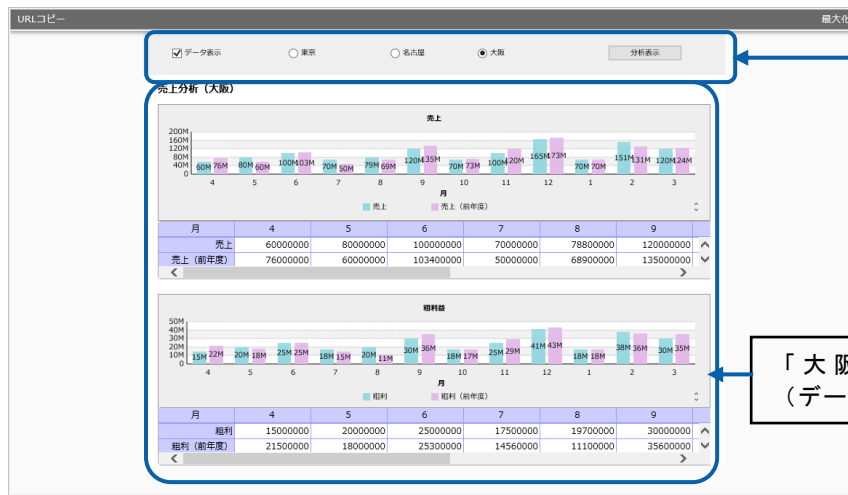 URLコピー 最大化
データ表示 東京 名古屋 大阪 分析表示
売上分析（大阪）
売上
200M
160M
120M
80M
40M
0
60M 76M 80M 60M 100M 103M 70M 50M 79M 69M 120M 135M 70M 73M 100M 120M 165M 173M 70M 70M 151M 131M 120M 124M
4 5 6 7 8 9 10 11 12 1 2 3
月
売上 売上（前年度）
月 4 5 6 7 8 9
売上 60000000 80000000 100000000 70000000 78800000 120000000
売上（前年度） 76000000 60000000 103400000 50000000 68900000 135000000
粗利益
50M
40M
30M
20M
10M
0
15M 22M 20M 18M 25M 25M 18M 15M 20M 11M 30M 36M 18M 17M 25M 29M 41M 43M 18M 18M 38M 36M 30M 35M
4 5 6 7 8 9 10 11 12 1 2 3
月
粗利 粗利（前年度）
月 4 5 6 7 8 9
粗利 15000000 20000000 25000000 17500000 19700000 30000000
粗利（前年度） 21500000 18000000 25300000 14560000 11100000 35600000
「大阪
（デー